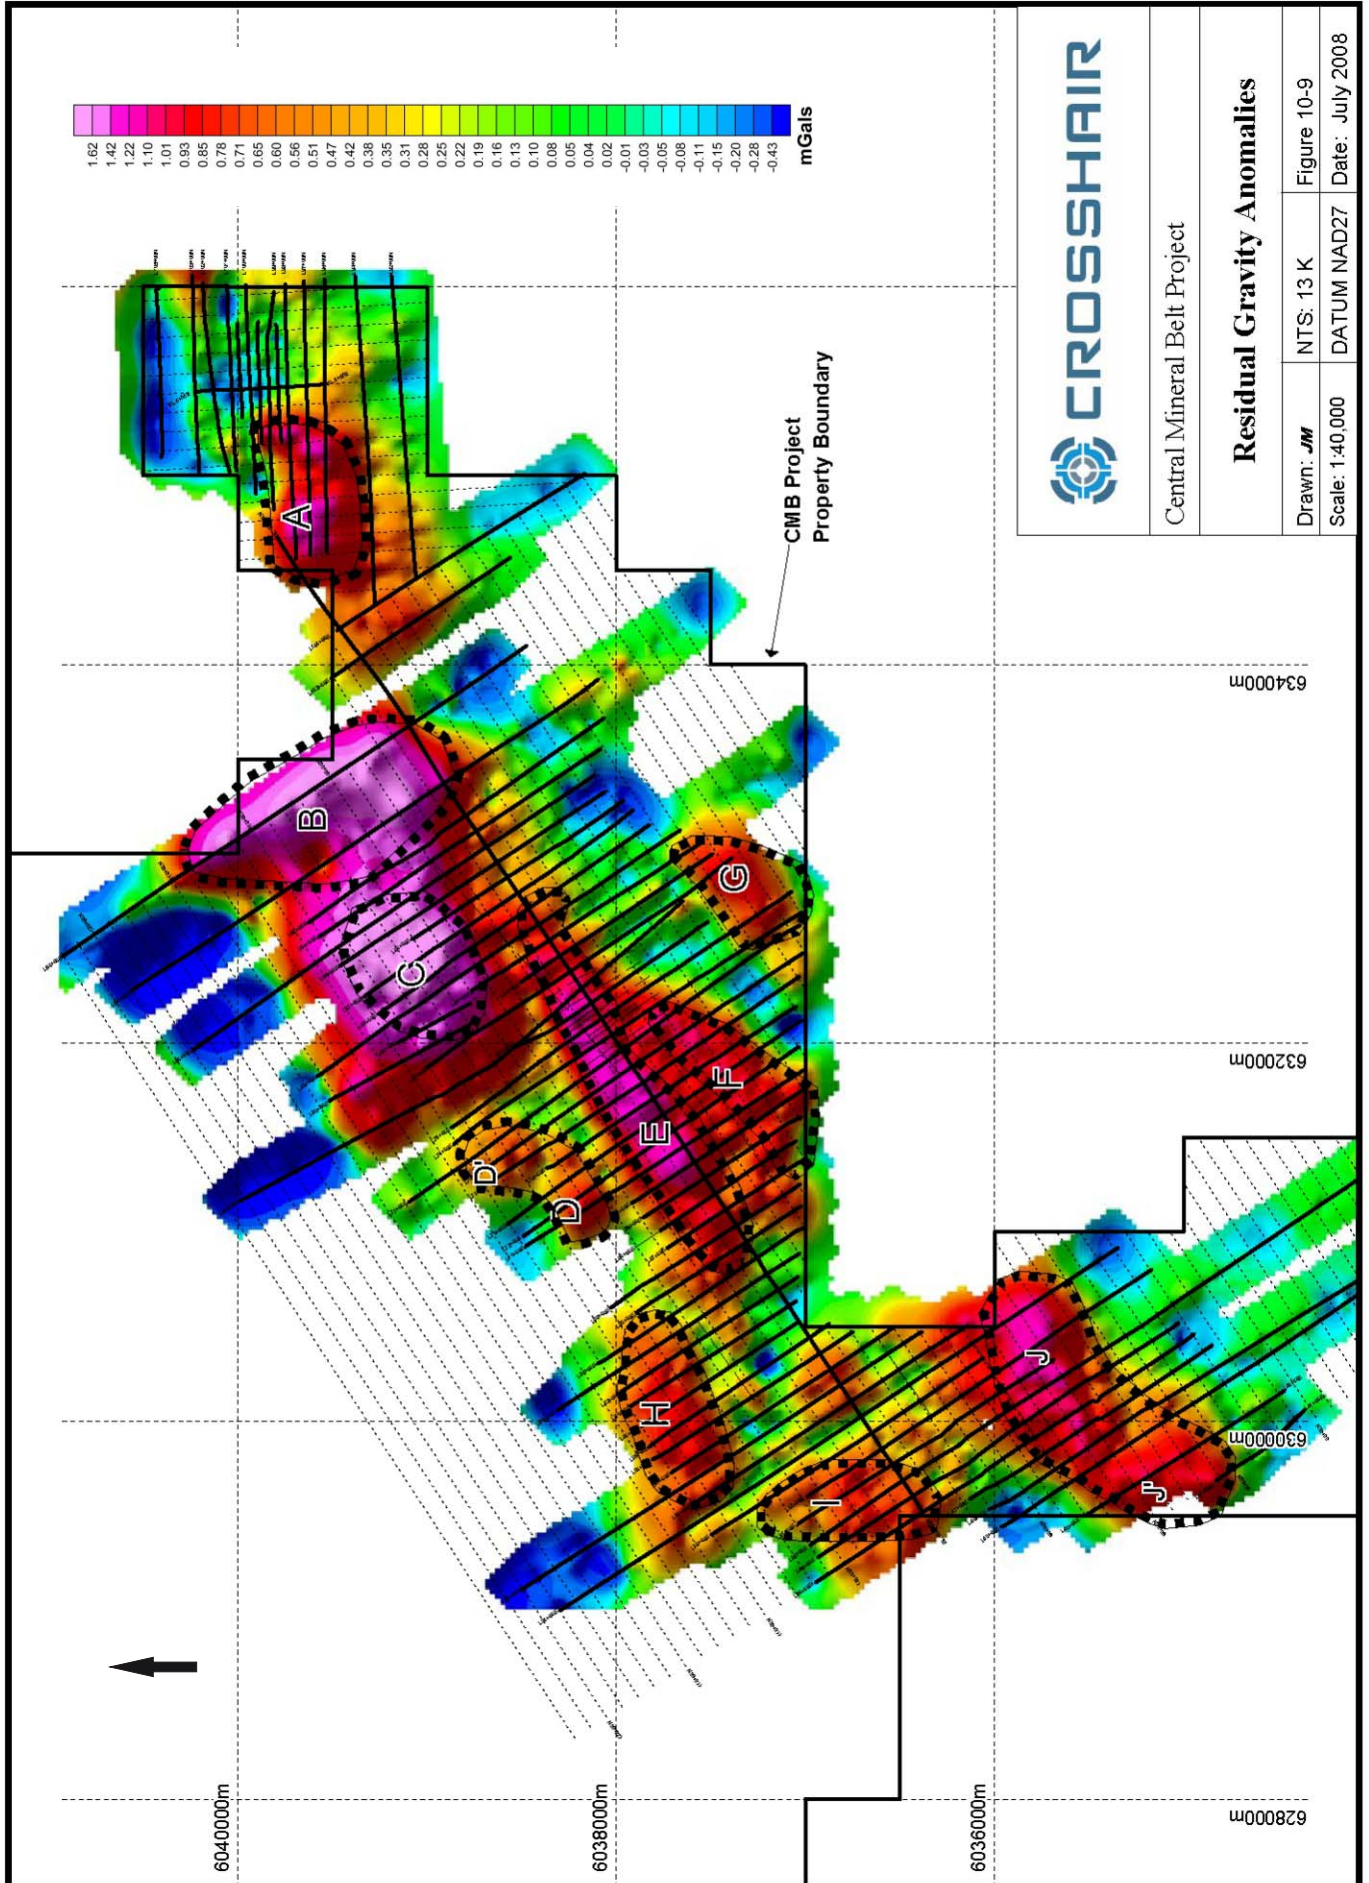 1.62
1.42
1.22
1.10
1.01
0.93
0.85
0.78
0.71
0.65
0.60
0.56
0.51
0.47
0.42
0.38
0.35
0.31
0.28
0.25
0.22
0.19
0.16
0.13
0.10
0.08
0.05
0.04
0.02
-0.01
-0.03
-0.05
-0.08
-0.11
-0.15
-0.20
-0.28
-0.43
mGals
A
B
C
D'
D
E
F
G
H
I
J
J'
CMB Project
Property Boundary
6040000m
6038000m
6036000m
634000m
632000m
630000m
628000m
CROSSHAIR
Central Mineral Belt Project
Residual Gravity Anomalies
Drawn: JM
NTS: 13 K
Figure 10-9
Scale: 1:40,000
DATUM NAD27
Date: July 2008